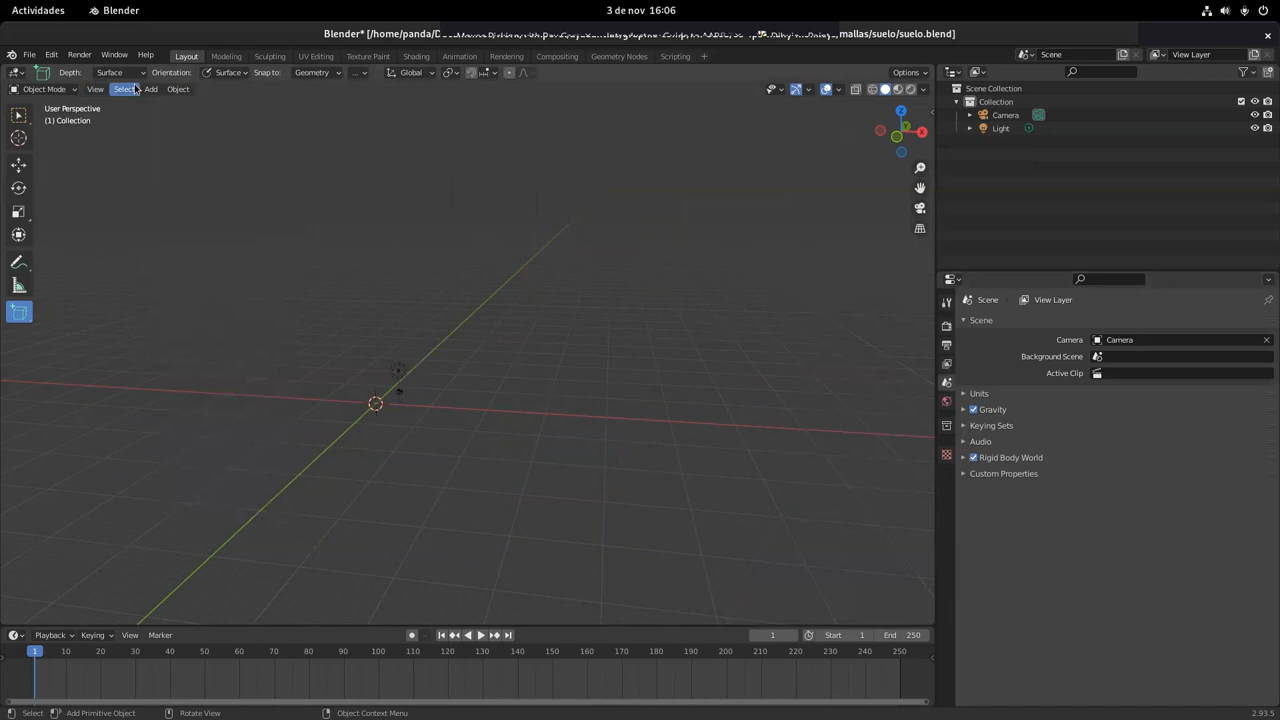 Actividades Blender 3 de nov 16:06
Blender* [/home/panda/D mallas/suelo/suelo.blend]
File Edit Render Window Help Layout Modeling Sculpting UV Editing Texture Paint Shading Animation Rendering Compositing Geometry Nodes Scripting + Scene View Layer
Depth: Surface Orientation: Surface Snap to: Geometry ... Global Options
Object Mode View Select Add Object
User Perspective
(1) Collection
Z
Y
X
Scene Collection
Collection
Camera
Light
Scene View Layer
Scene
Camera Camera
Background Scene
Active Clip
Units
Gravity
Keying Sets
Audio
Rigid Body World
Custom Properties
Playback Keying View Marker 1 Start 1 End 250
1 10 20 30 40 50 60 70 80 90 100 110 120 130 140 150 160 170 180 190 200 210 220 230 240 250
Select Add Primitive Object Rotate View Object Context Menu 2.93.5